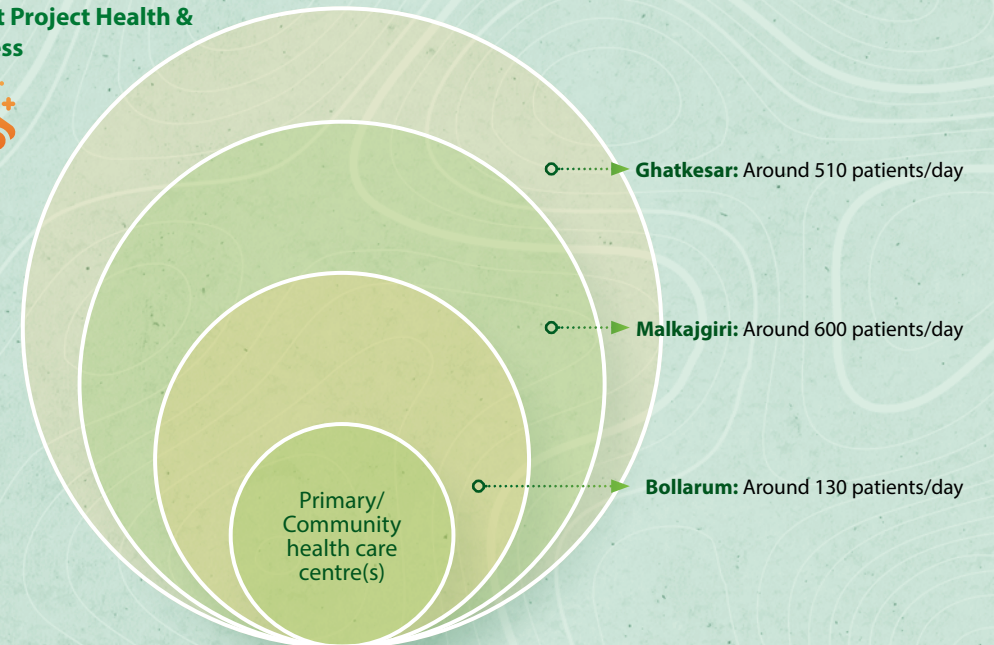 t Project Health &
ess
Ghatkesar: Around 510 patients/day
Malkajgiri: Around 600 patients/day
Bollarum: Around 130 patients/day
Primary/
Community
health care
centre(s)